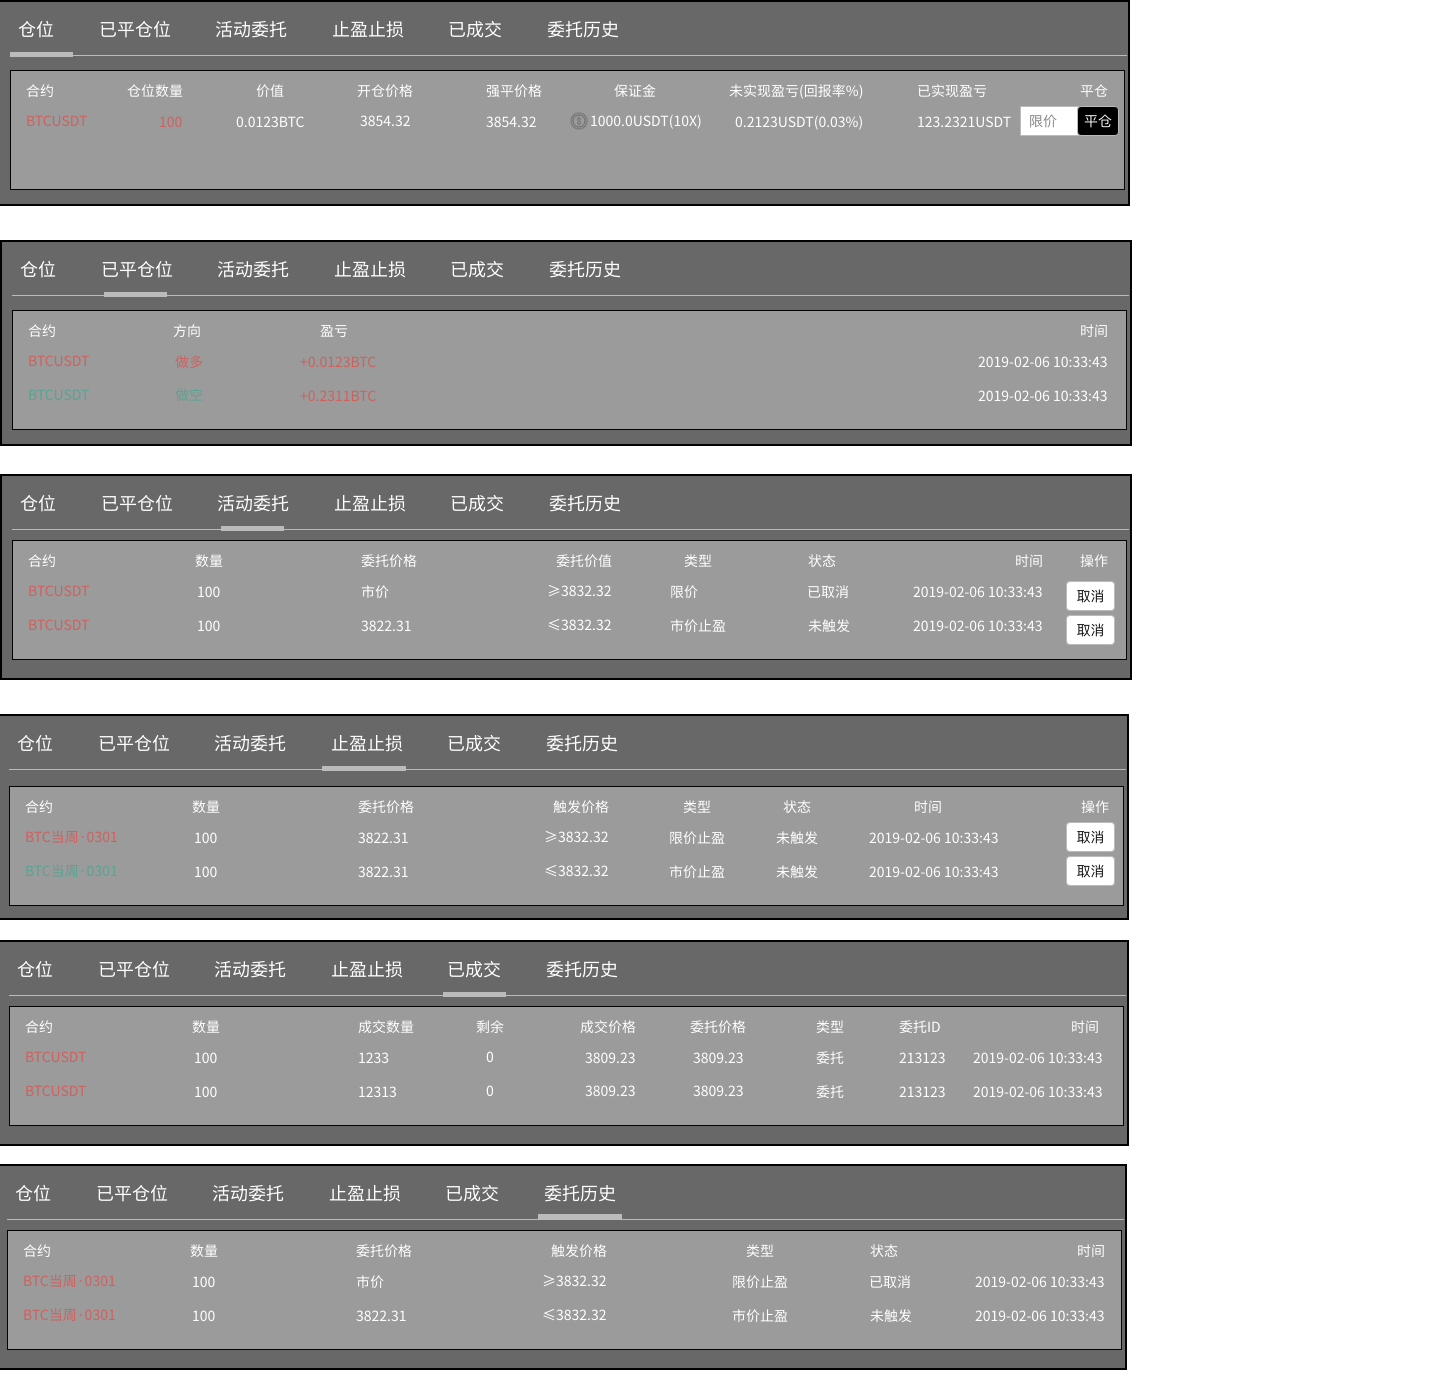 仓位 已平仓位 活动委托 止盈止损 已成交 委托历史
合约 仓位数量 价值 开仓价格 强平价格 保证金 未实现盈亏(回报率%) 已实现盈亏 平仓
BTCUSDT 100 0.0123BTC 3854.32 3854.32 1000.0USDT(10X) 0.2123USDT(0.03%) 123.2321USDT 限价 平仓
仓位 已平仓位 活动委托 止盈止损 已成交 委托历史
合约 方向 盈亏 时间
BTCUSDT 做多 +0.0123BTC 2019-02-06 10:33:43
BTCUSDT 做空 +0.2311BTC 2019-02-06 10:33:43
仓位 已平仓位 活动委托 止盈止损 已成交 委托历史
合约 数量 委托价格 委托价值 类型 状态 时间 操作
BTCUSDT 100 市价 ≥3832.32 限价 已取消 2019-02-06 10:33:43 取消
BTCUSDT 100 3822.31 ≤3832.32 市价止盈 未触发 2019-02-06 10:33:43 取消
仓位 已平仓位 活动委托 止盈止损 已成交 委托历史
合约 数量 委托价格 触发价格 类型 状态 时间 操作
BTC当周·0301 100 3822.31 ≥3832.32 限价止盈 未触发 2019-02-06 10:33:43 取消
BTC当周·0301 100 3822.31 ≤3832.32 市价止盈 未触发 2019-02-06 10:33:43 取消
仓位 已平仓位 活动委托 止盈止损 已成交 委托历史
合约 数量 成交数量 剩余 成交价格 委托价格 类型 委托ID 时间
BTCUSDT 100 1233 0 3809.23 3809.23 委托 213123 2019-02-06 10:33:43
BTCUSDT 100 12313 0 3809.23 3809.23 委托 213123 2019-02-06 10:33:43
仓位 已平仓位 活动委托 止盈止损 已成交 委托历史
合约 数量 委托价格 触发价格 类型 状态 时间
BTC当周·0301 100 市价 ≥3832.32 限价止盈 已取消 2019-02-06 10:33:43
BTC当周·0301 100 3822.31 ≤3832.32 市价止盈 未触发 2019-02-06 10:33:43